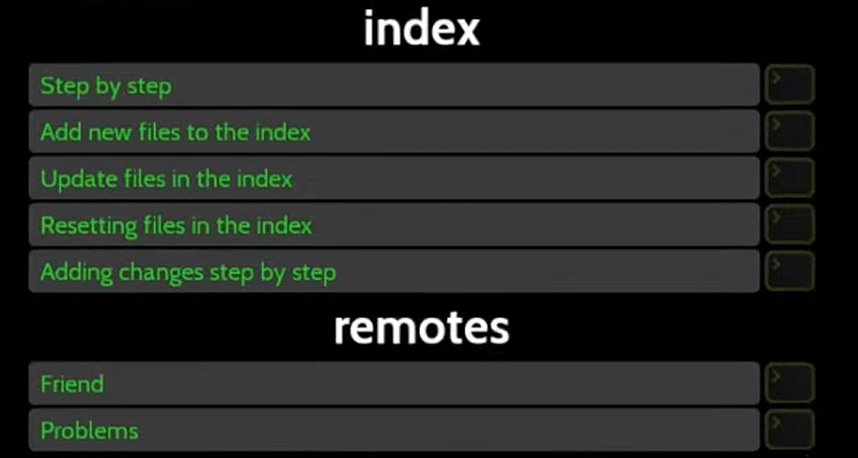 index
Step by step
Add new files to the index
Update files in the index
Resetting files in the index
Adding changes step by step
remotes
Friend
Problems